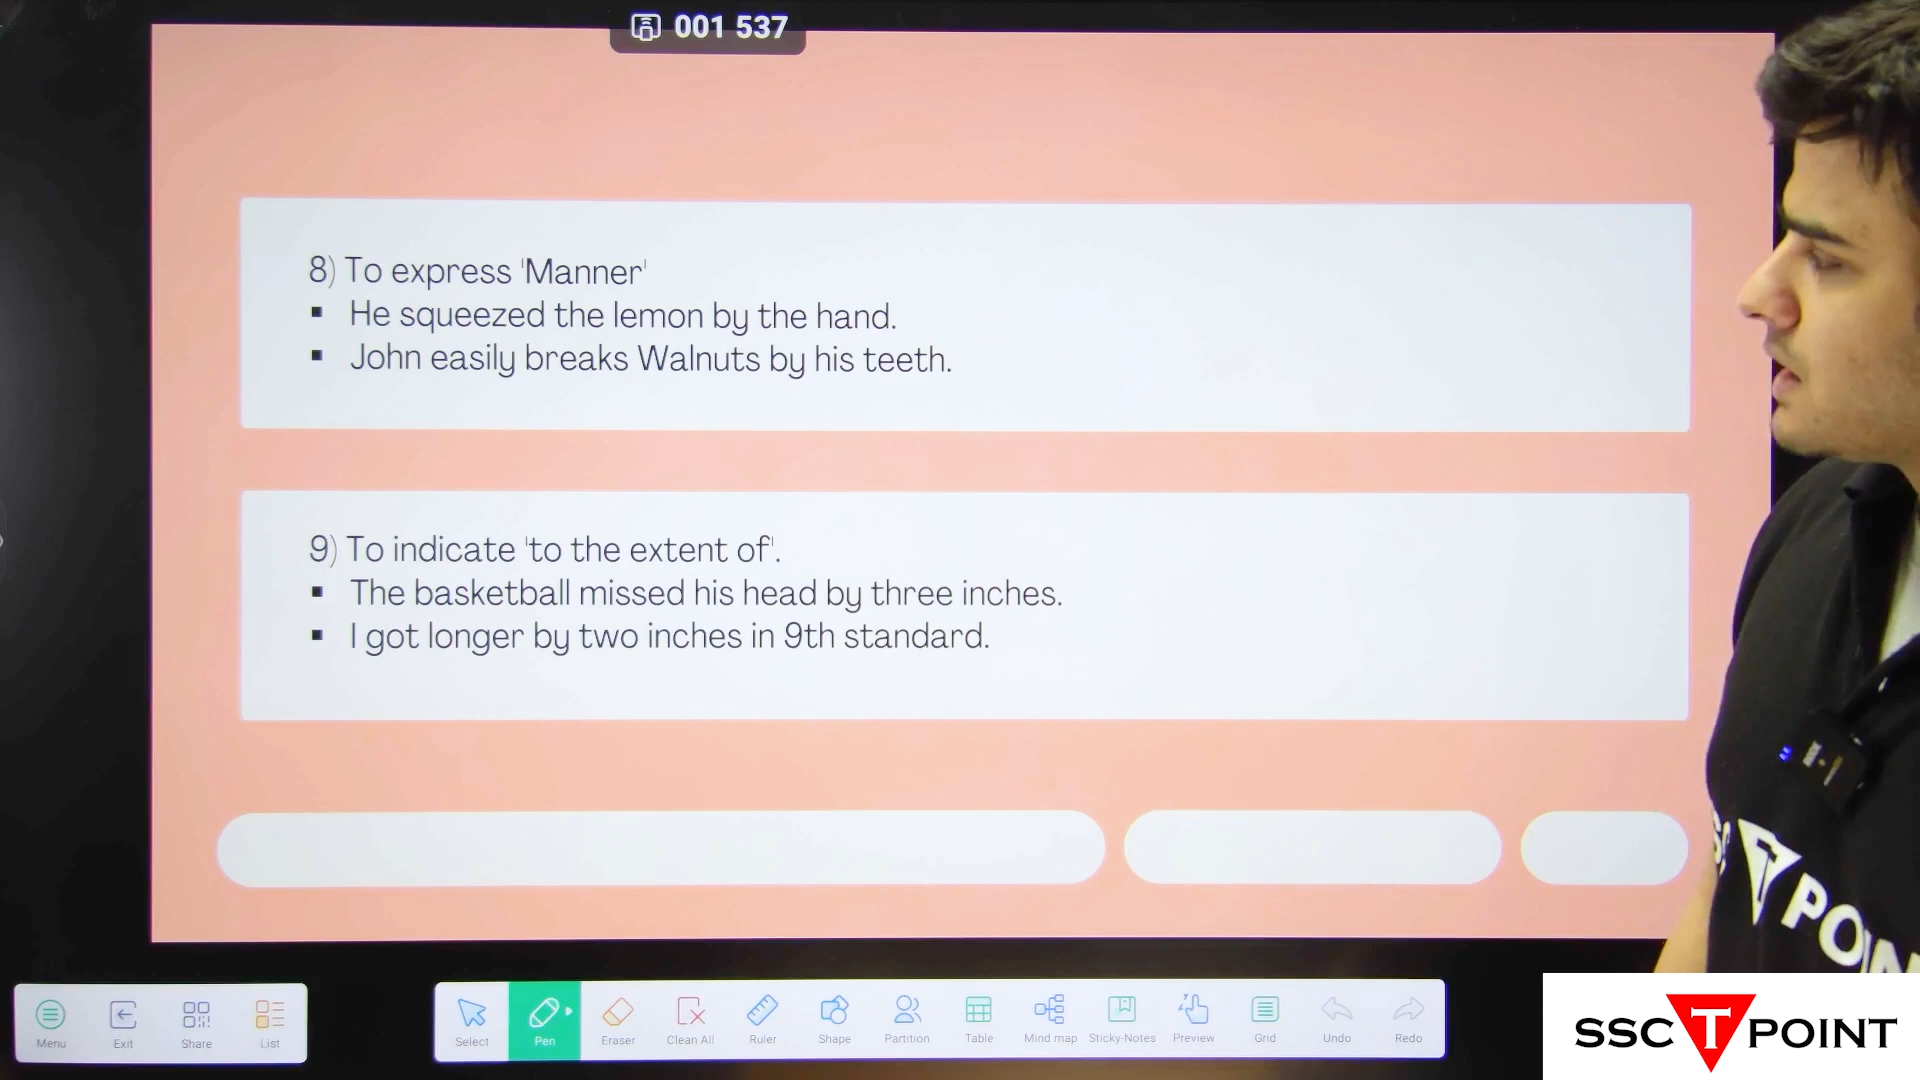 001 537
8) To express 'Manner'
▪ He squeezed the lemon by the hand.
▪ John easily breaks Walnuts by his teeth.
9) To indicate 'to the extent of'.
▪ The basketball missed his head by three inches.
▪ I got longer by two inches in 9th standard.
POIN
Menu Exit Share List
Select Pen Eraser Clean All Ruler Shape Partition Table Mind map Sticky-Notes Preview Grid Undo Redo
SSC T POINT